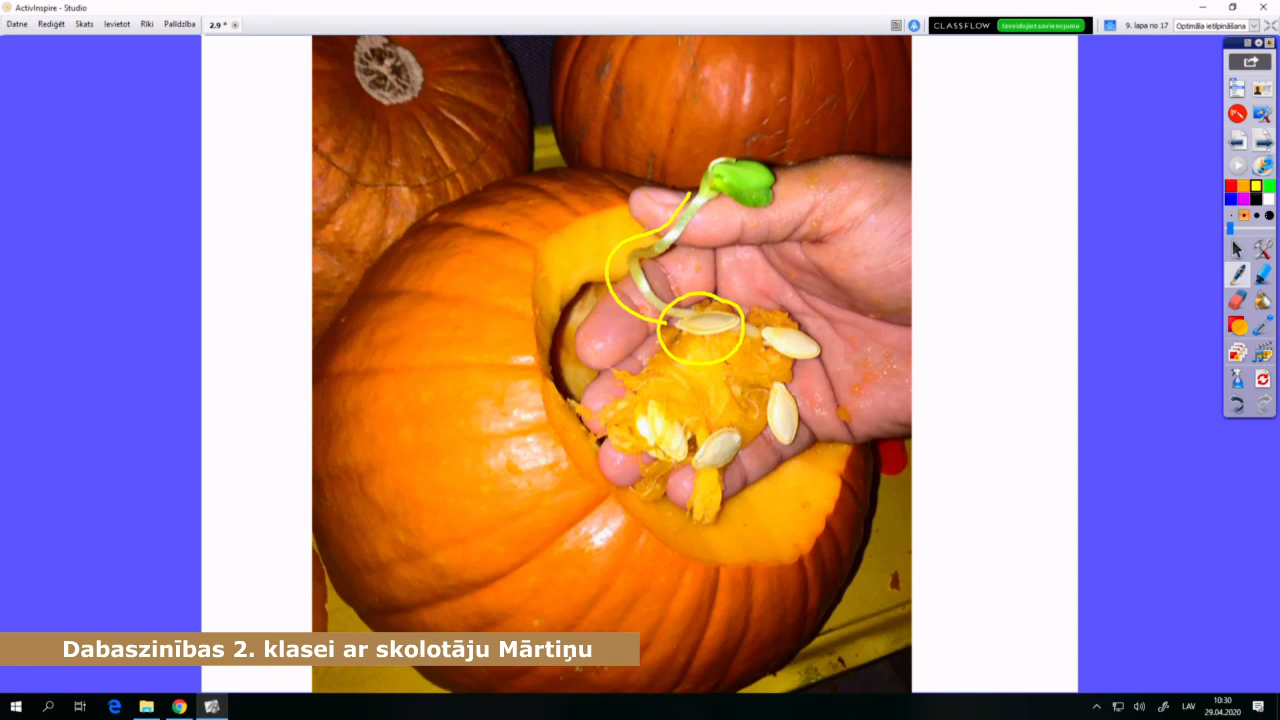 ActivInspire - Studio
Datne Rediģēt Skats Ievietot Rīki Palīdzība
2.9 *
CLASSFLOW
Izveidojiet savienojumu
9. lapa no 17
Optimāla ietilpināšana
Dabaszinības 2. klasei ar skolotāju Mārtiņu
LAV
10:30
29.04.2020